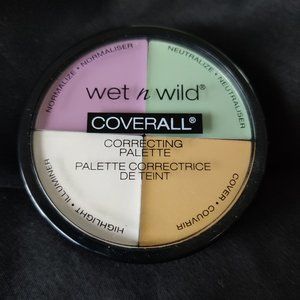 NORMALIZE • NORMALISER
NEUTRALIZE • NEUTRALISER
wet n wild®
COVERALL®
CORRECTING
PALETTE
PALETTE CORRECTRICE
DE TEINT
HIGHLIGHT • ILLUMINER
COVER • COUVRIR